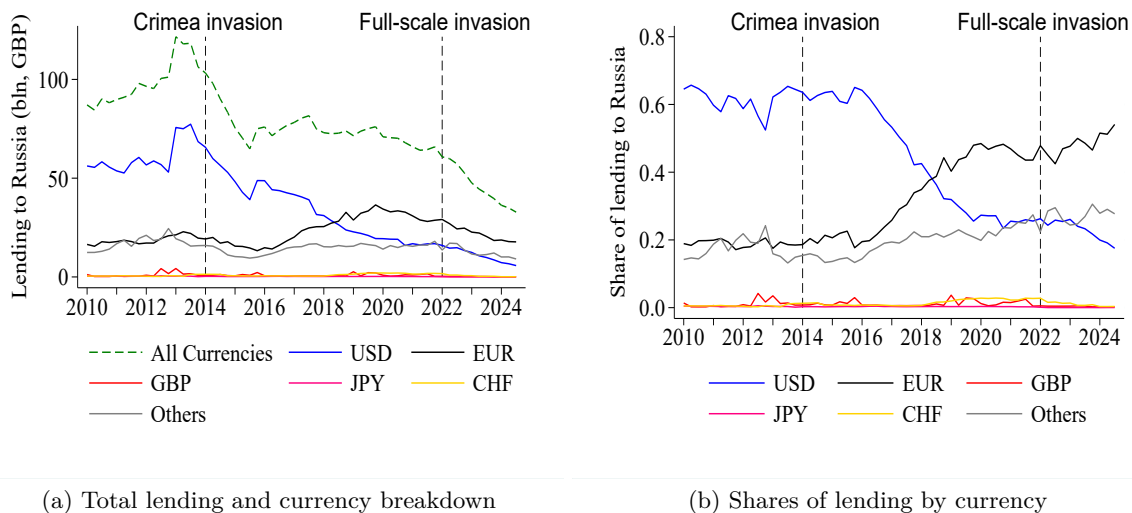 Crimea invasion Full-scale invasion
Lending to Russia (bln, GBP)
100
50
0
2010 2012 2014 2016 2018 2020 2022 2024
All Currencies USD EUR
GBP JPY CHF
Others
(a) Total lending and currency breakdown
Crimea invasion Full-scale invasion
Share of lending to Russia
0.8
0.6
0.4
0.2
0.0
2010 2012 2014 2016 2018 2020 2022 2024
USD EUR GBP
JPY CHF Others
(b) Shares of lending by currency